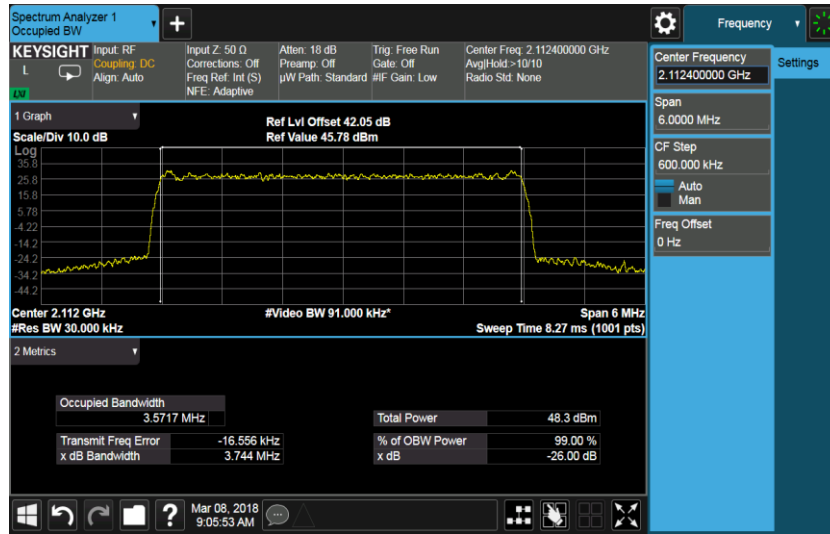 Spectrum Analyzer 1
Occupied BW
Frequency
KEYSIGHT
L
LXI
Input: RF
Coupling: DC
Align: Auto
Input Z: 50 Ω
Corrections: Off
Freq Ref: Int (S)
NFE: Adaptive
Atten: 18 dB
Preamp: Off
µW Path: Standard
Trig: Free Run
Gate: Off
#IF Gain: Low
Center Freq: 2.112400000 GHz
Avg|Hold:>10/10
Radio Std: None
Center Frequency
2.112400000 GHz
Settings
Span
6.0000 MHz
CF Step
600.000 kHz
Auto
Man
Freq Offset
0 Hz
1 Graph
Scale/Div 10.0 dB
Ref Lvl Offset 42.05 dB
Ref Value 45.78 dBm
Log
35.8
25.8
15.8
5.78
-4.22
-14.2
-24.2
-34.2
-44.2
Center 2.112 GHz
#Res BW 30.000 kHz
#Video BW 91.000 kHz*
Span 6 MHz
Sweep Time 8.27 ms (1001 pts)
2 Metrics
Occupied Bandwidth
3.5717 MHz
Total Power 48.3 dBm
Transmit Freq Error -16.556 kHz
% of OBW Power 99.00 %
x dB Bandwidth 3.744 MHz
x dB -26.00 dB
?
Mar 08, 2018
9:05:53 AM